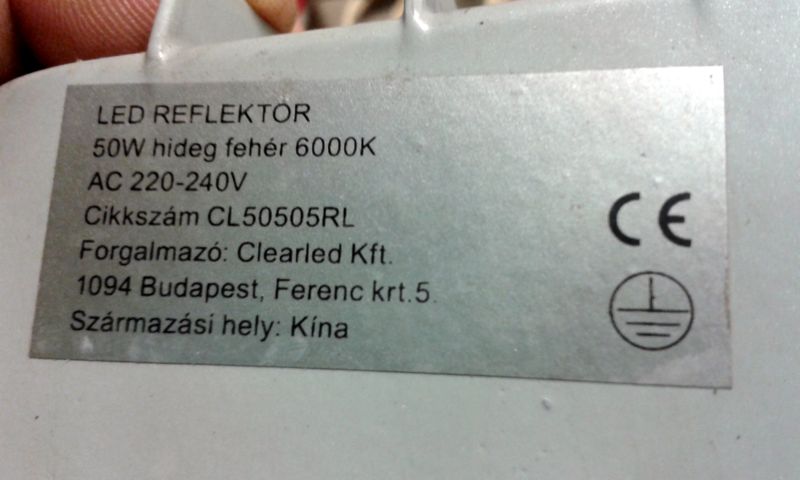 LED REFLEKTOR
50W hideg fehér 6000K
AC 220-240V
Cikkszám CL50505RL
Forgalmazó: Clearled Kft.
1094 Budapest, Ferenc krt.5.
Származási hely: Kína
CE